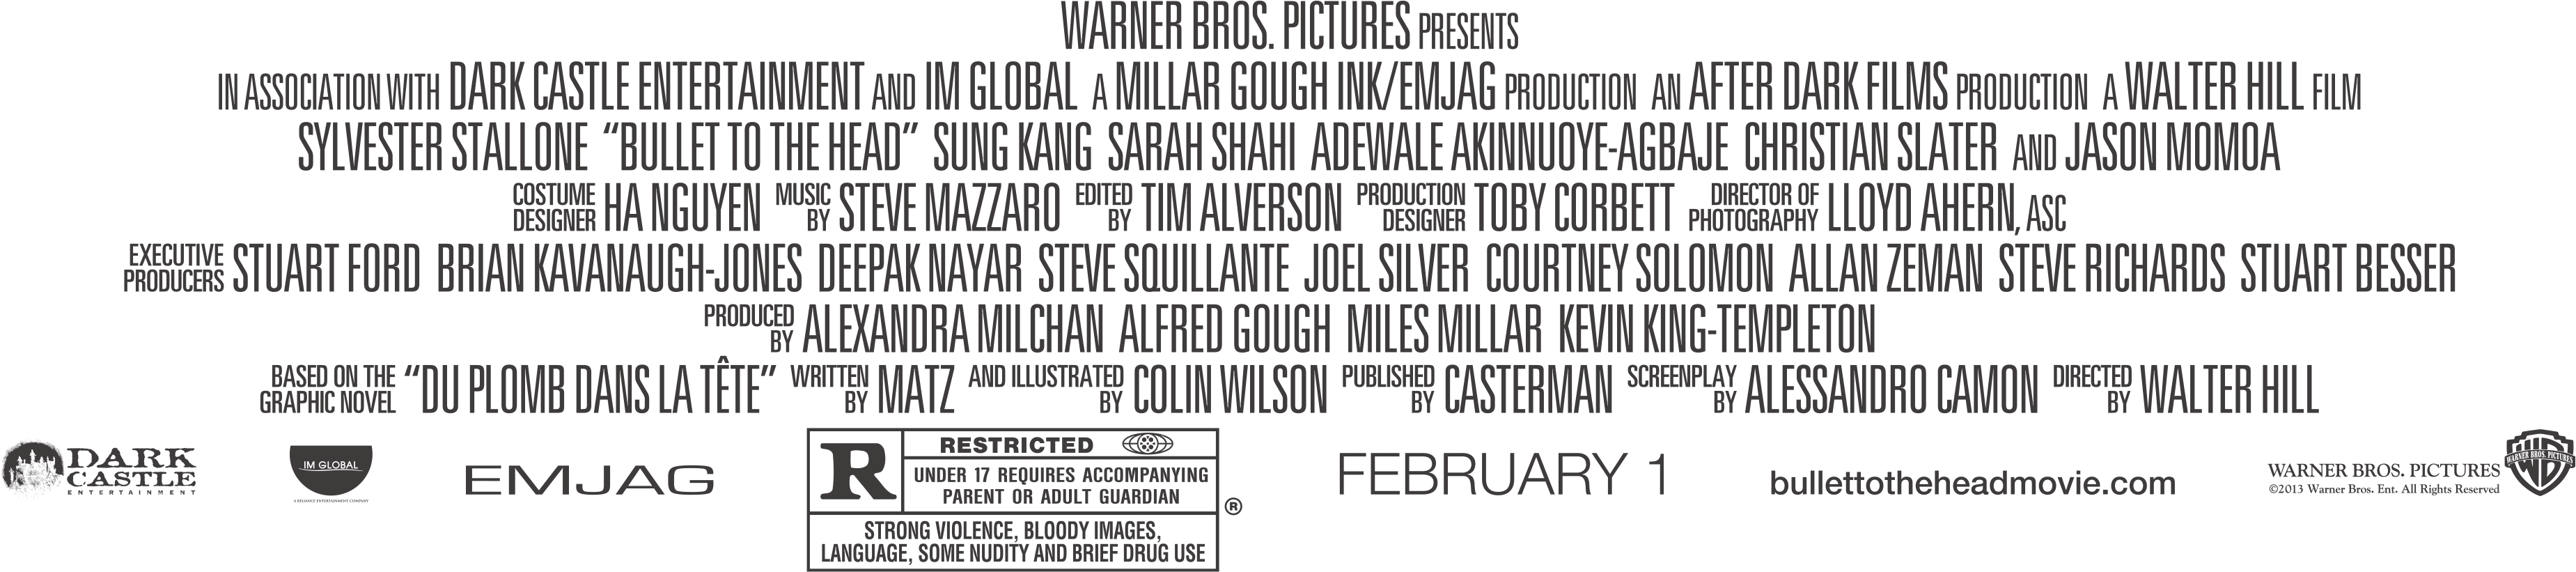 WARNER BROS. PICTURES PRESENTS
IN ASSOCIATION WITH DARK CASTLE ENTERTAINMENT AND IM GLOBAL A MILLAR GOUGH INK/EMJAG PRODUCTION AN AFTER DARK FILMS PRODUCTION A WALTER HILL FILM
SYLVESTER STALLONE “BULLET TO THE HEAD” SUNG KANG SARAH SHAHI ADEWALE AKINNUOYE-AGBAJE CHRISTIAN SLATER AND JASON MOMOA
COSTUME DESIGNER HA NGUYEN MUSIC BY STEVE MAZZARO EDITED BY TIM ALVERSON PRODUCTION DESIGNER TOBY CORBETT DIRECTOR OF PHOTOGRAPHY LLOYD AHERN, ASC
EXECUTIVE PRODUCERS STUART FORD BRIAN KAVANAUGH-JONES DEEPAK NAYAR STEVE SQUILLANTE JOEL SILVER COURTNEY SOLOMON ALLAN ZEMAN STEVE RICHARDS STUART BESSER
PRODUCED BY ALEXANDRA MILCHAN ALFRED GOUGH MILES MILLAR KEVIN KING-TEMPLETON
BASED ON THE GRAPHIC NOVEL “DU PLOMB DANS LA TÊTE” WRITTEN BY MATZ AND ILLUSTRATED BY COLIN WILSON PUBLISHED BY CASTERMAN SCREENPLAY BY ALESSANDRO CAMON DIRECTED BY WALTER HILL
DARK CASTLE ENTERTAINMENT
IM GLOBAL
A RELIANCE ENTERTAINMENT COMPANY
EMJAG
R RESTRICTED
UNDER 17 REQUIRES ACCOMPANYING
PARENT OR ADULT GUARDIAN
STRONG VIOLENCE, BLOODY IMAGES,
LANGUAGE, SOME NUDITY AND BRIEF DRUG USE
®
FEBRUARY 1
bullettotheheadmovie.com
WARNER BROS. PICTURES
©2013 Warner Bros. Ent. All Rights Reserved
WARNER BROS. PICTURES
WB